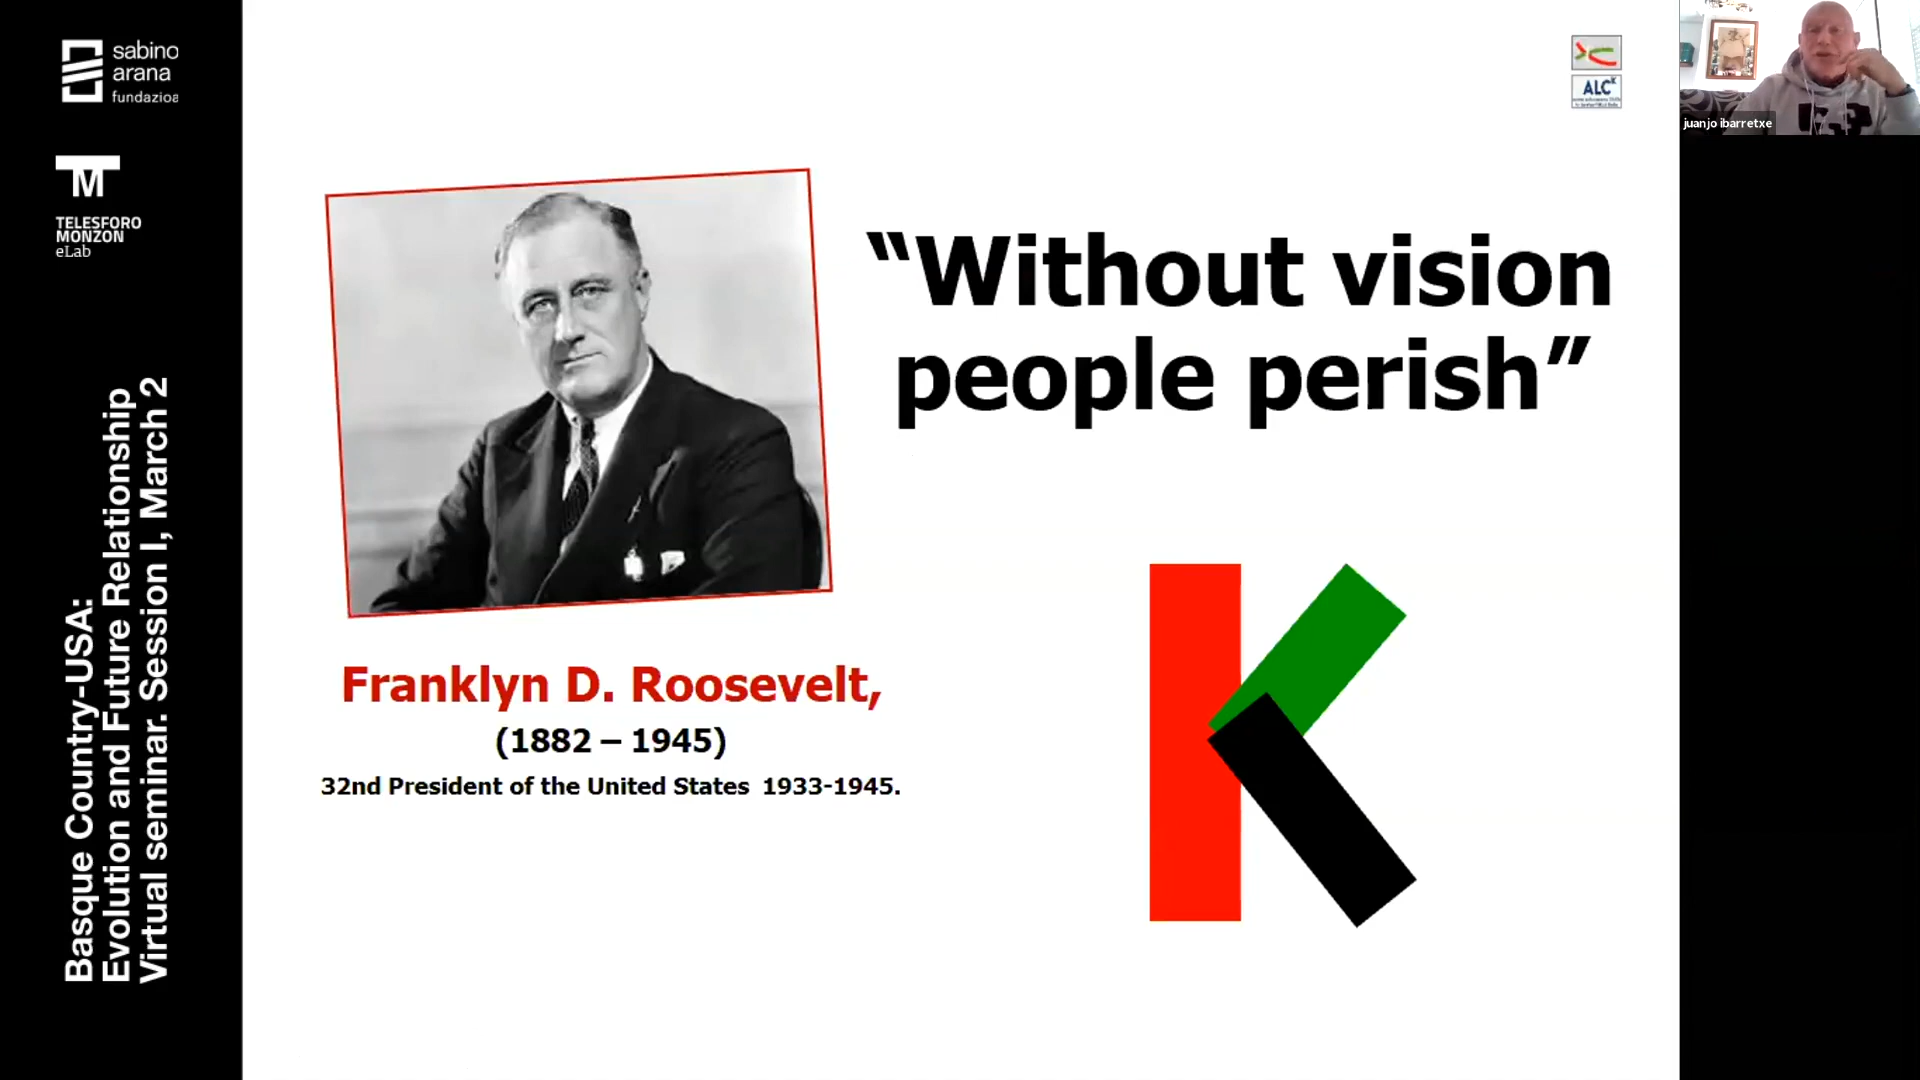 sabino
arana
fundazioa
TELESFORO
MONZON
eLab
Basque Country-USA:
Evolution and Future Relationship
Virtual seminar. Session I, March 2
“Without vision
people perish”
Franklyn D. Roosevelt,
(1882 – 1945)
32nd President of the United States 1933-1945.
K
ALC K
juanjo ibarretxe